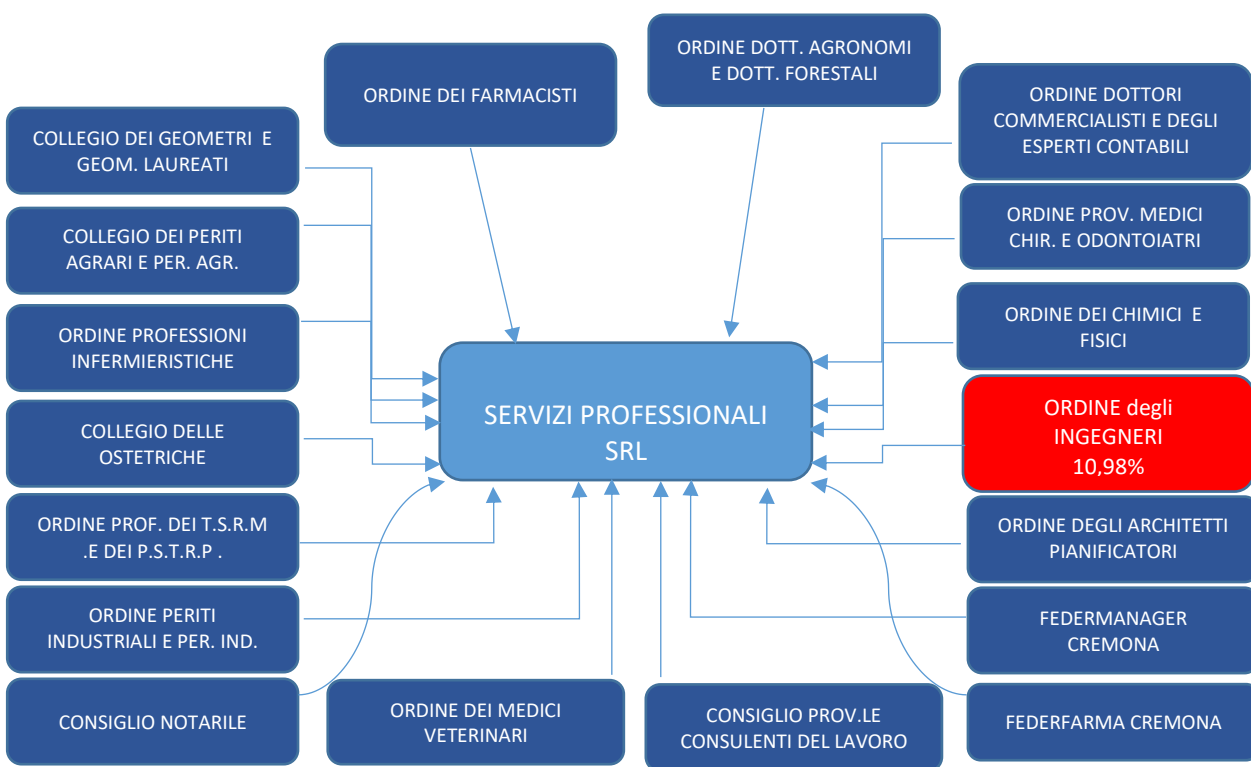 ORDINE DEI FARMACISTI
ORDINE DOTT. AGRONOMI
E DOTT. FORESTALI
COLLEGIO DEI GEOMETRI E
GEOM. LAUREATI
COLLEGIO DEI PERITI
AGRARI E PER. AGR.
ORDINE PROFESSIONI
INFERMIERISTICHE
COLLEGIO DELLE
OSTETRICHE
ORDINE PROF. DEI T.S.R.M
.E DEI P.S.T.R.P .
ORDINE PERITI
INDUSTRIALI E PER. IND.
CONSIGLIO NOTARILE
SERVIZI PROFESSIONALI
SRL
ORDINE DOTTORI
COMMERCIALISTI E DEGLI
ESPERTI CONTABILI
ORDINE PROV. MEDICI
CHIR. E ODONTOIATRI
ORDINE DEI CHIMICI E
FISICI
ORDINE degli
INGEGNERI
10,98%
ORDINE DEGLI ARCHITETTI
PIANIFICATORI
FEDERMANAGER
CREMONA
FEDERFARMA CREMONA
ORDINE DEI MEDICI
VETERINARI
CONSIGLIO PROV.LE
CONSULENTI DEL LAVORO